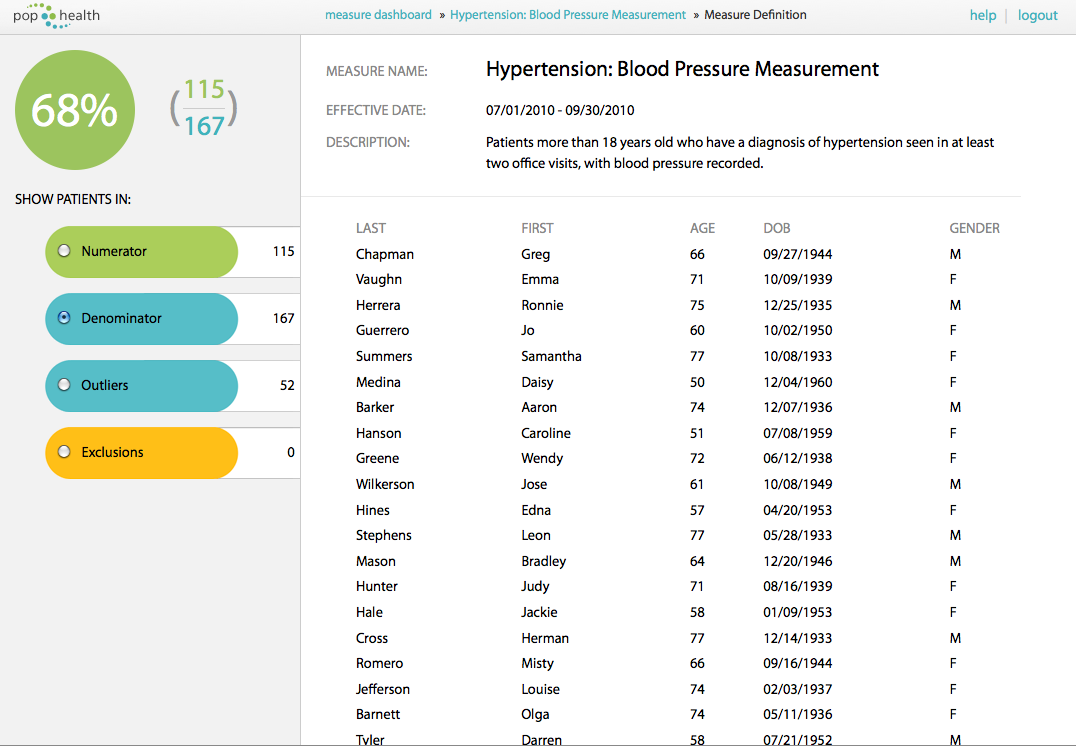 pop health
measure dashboard » Hypertension: Blood Pressure Measurement » Measure Definition
help | logout
68%
(115/167)
SHOW PATIENTS IN:
Numerator 115
Denominator 167
Outliers 52
Exclusions 0
MEASURE NAME: Hypertension: Blood Pressure Measurement
EFFECTIVE DATE: 07/01/2010 - 09/30/2010
DESCRIPTION: Patients more than 18 years old who have a diagnosis of hypertension seen in at least
two office visits, with blood pressure recorded.
LAST FIRST AGE DOB GENDER
Chapman Greg 66 09/27/1944 M
Vaughn Emma 71 10/09/1939 F
Herrera Ronnie 75 12/25/1935 M
Guerrero Jo 60 10/02/1950 F
Summers Samantha 77 10/08/1933 F
Medina Daisy 50 12/04/1960 F
Barker Aaron 74 12/07/1936 M
Hanson Caroline 51 07/08/1959 F
Greene Wendy 72 06/12/1938 F
Wilkerson Jose 61 10/08/1949 M
Hines Edna 57 04/20/1953 F
Stephens Leon 77 05/28/1933 M
Mason Bradley 64 12/20/1946 M
Hunter Judy 71 08/16/1939 F
Hale Jackie 58 01/09/1953 F
Cross Herman 77 12/14/1933 M
Romero Misty 66 09/16/1944 F
Jefferson Louise 74 02/03/1937 F
Barnett Olga 74 05/11/1936 F
Tyler Darren 58 07/21/1952 M